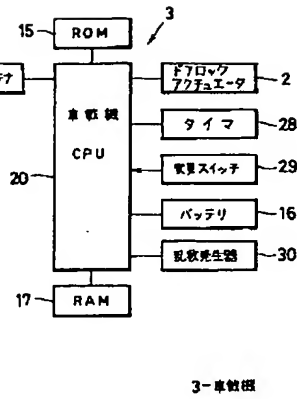 15
ROM
3
ナ
車載機
CPU
20
ドアロック
アクチュエータ
2
タイマ
28
変更スイッチ
29
バッテリ
16
乱数発生器
30
17
RAM
3-車載機